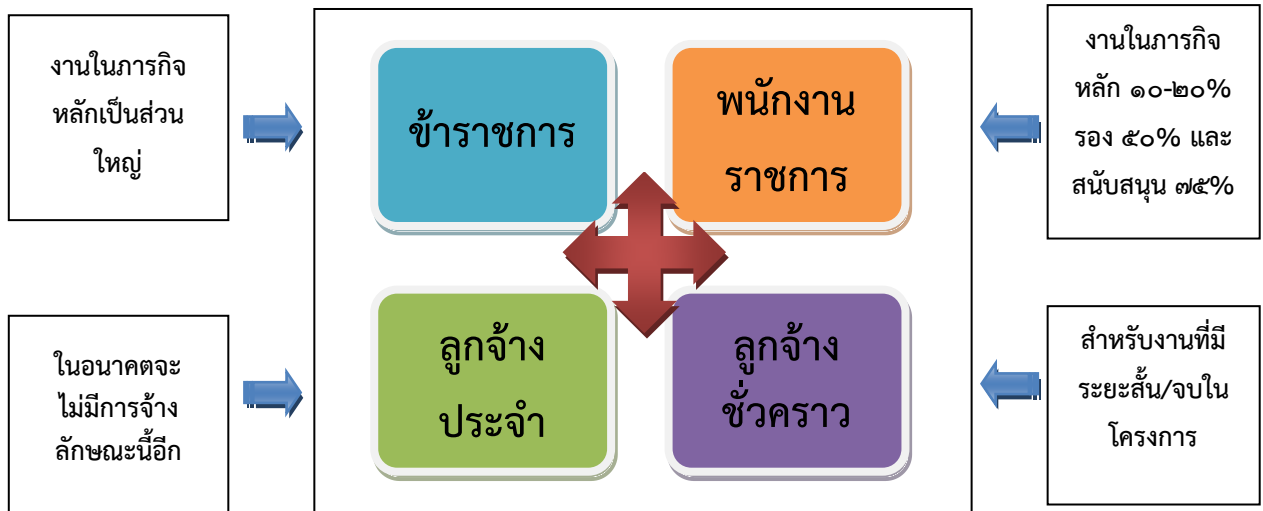 งานในภารกิจ
หลักเป็นส่วน
ใหญ่
ข้าราชการ
พนักงาน
ราชการ
งานในภารกิจ
หลัก ๑๐-๒๐%
รอง ๕๐% และ
สนับสนุน ๗๕%
ในอนาคตจะ
ไม่มีการจ้าง
ลักษณะนี้อีก
ลูกจ้าง
ประจำ
ลูกจ้าง
ชั่วคราว
สำหรับงานที่มี
ระยะสั้น/จบใน
โครงการ